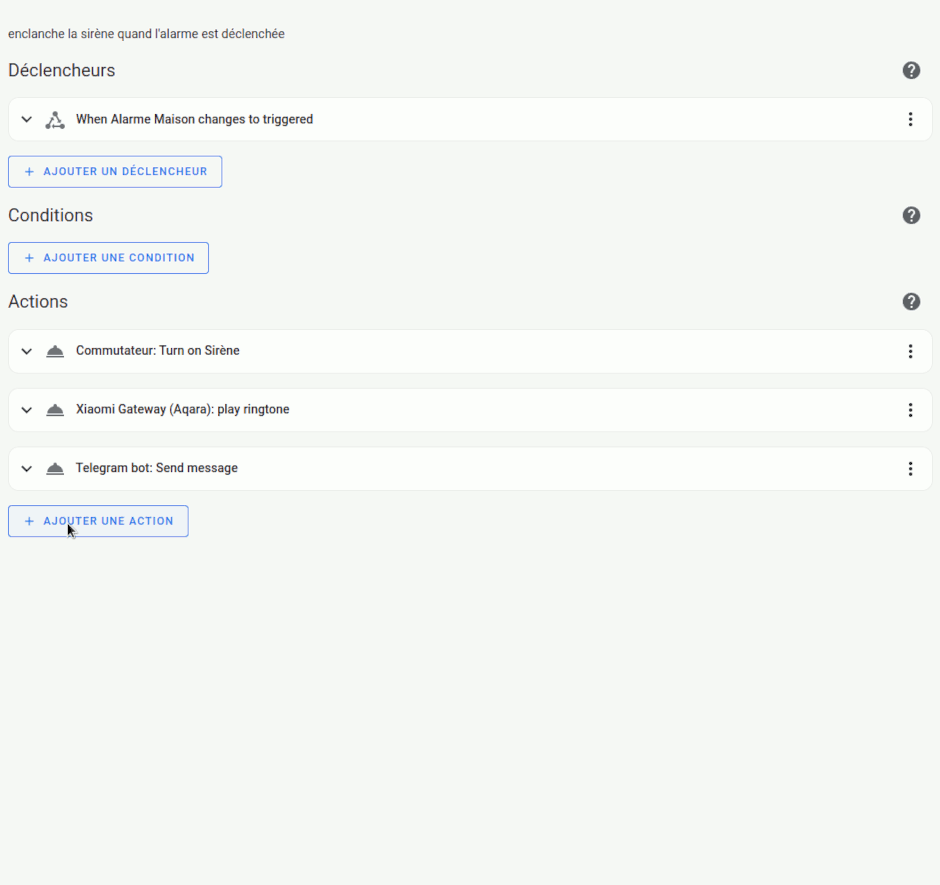 enclanche la sirène quand l'alarme est déclenchée
Déclencheurs
When Alarme Maison changes to triggered
+ AJOUTER UN DÉCLENCHEUR
Conditions
+ AJOUTER UNE CONDITION
Actions
Commutateur: Turn on Sirène
Xiaomi Gateway (Aqara): play ringtone
Telegram bot: Send message
+ AJOUTER UNE ACTION